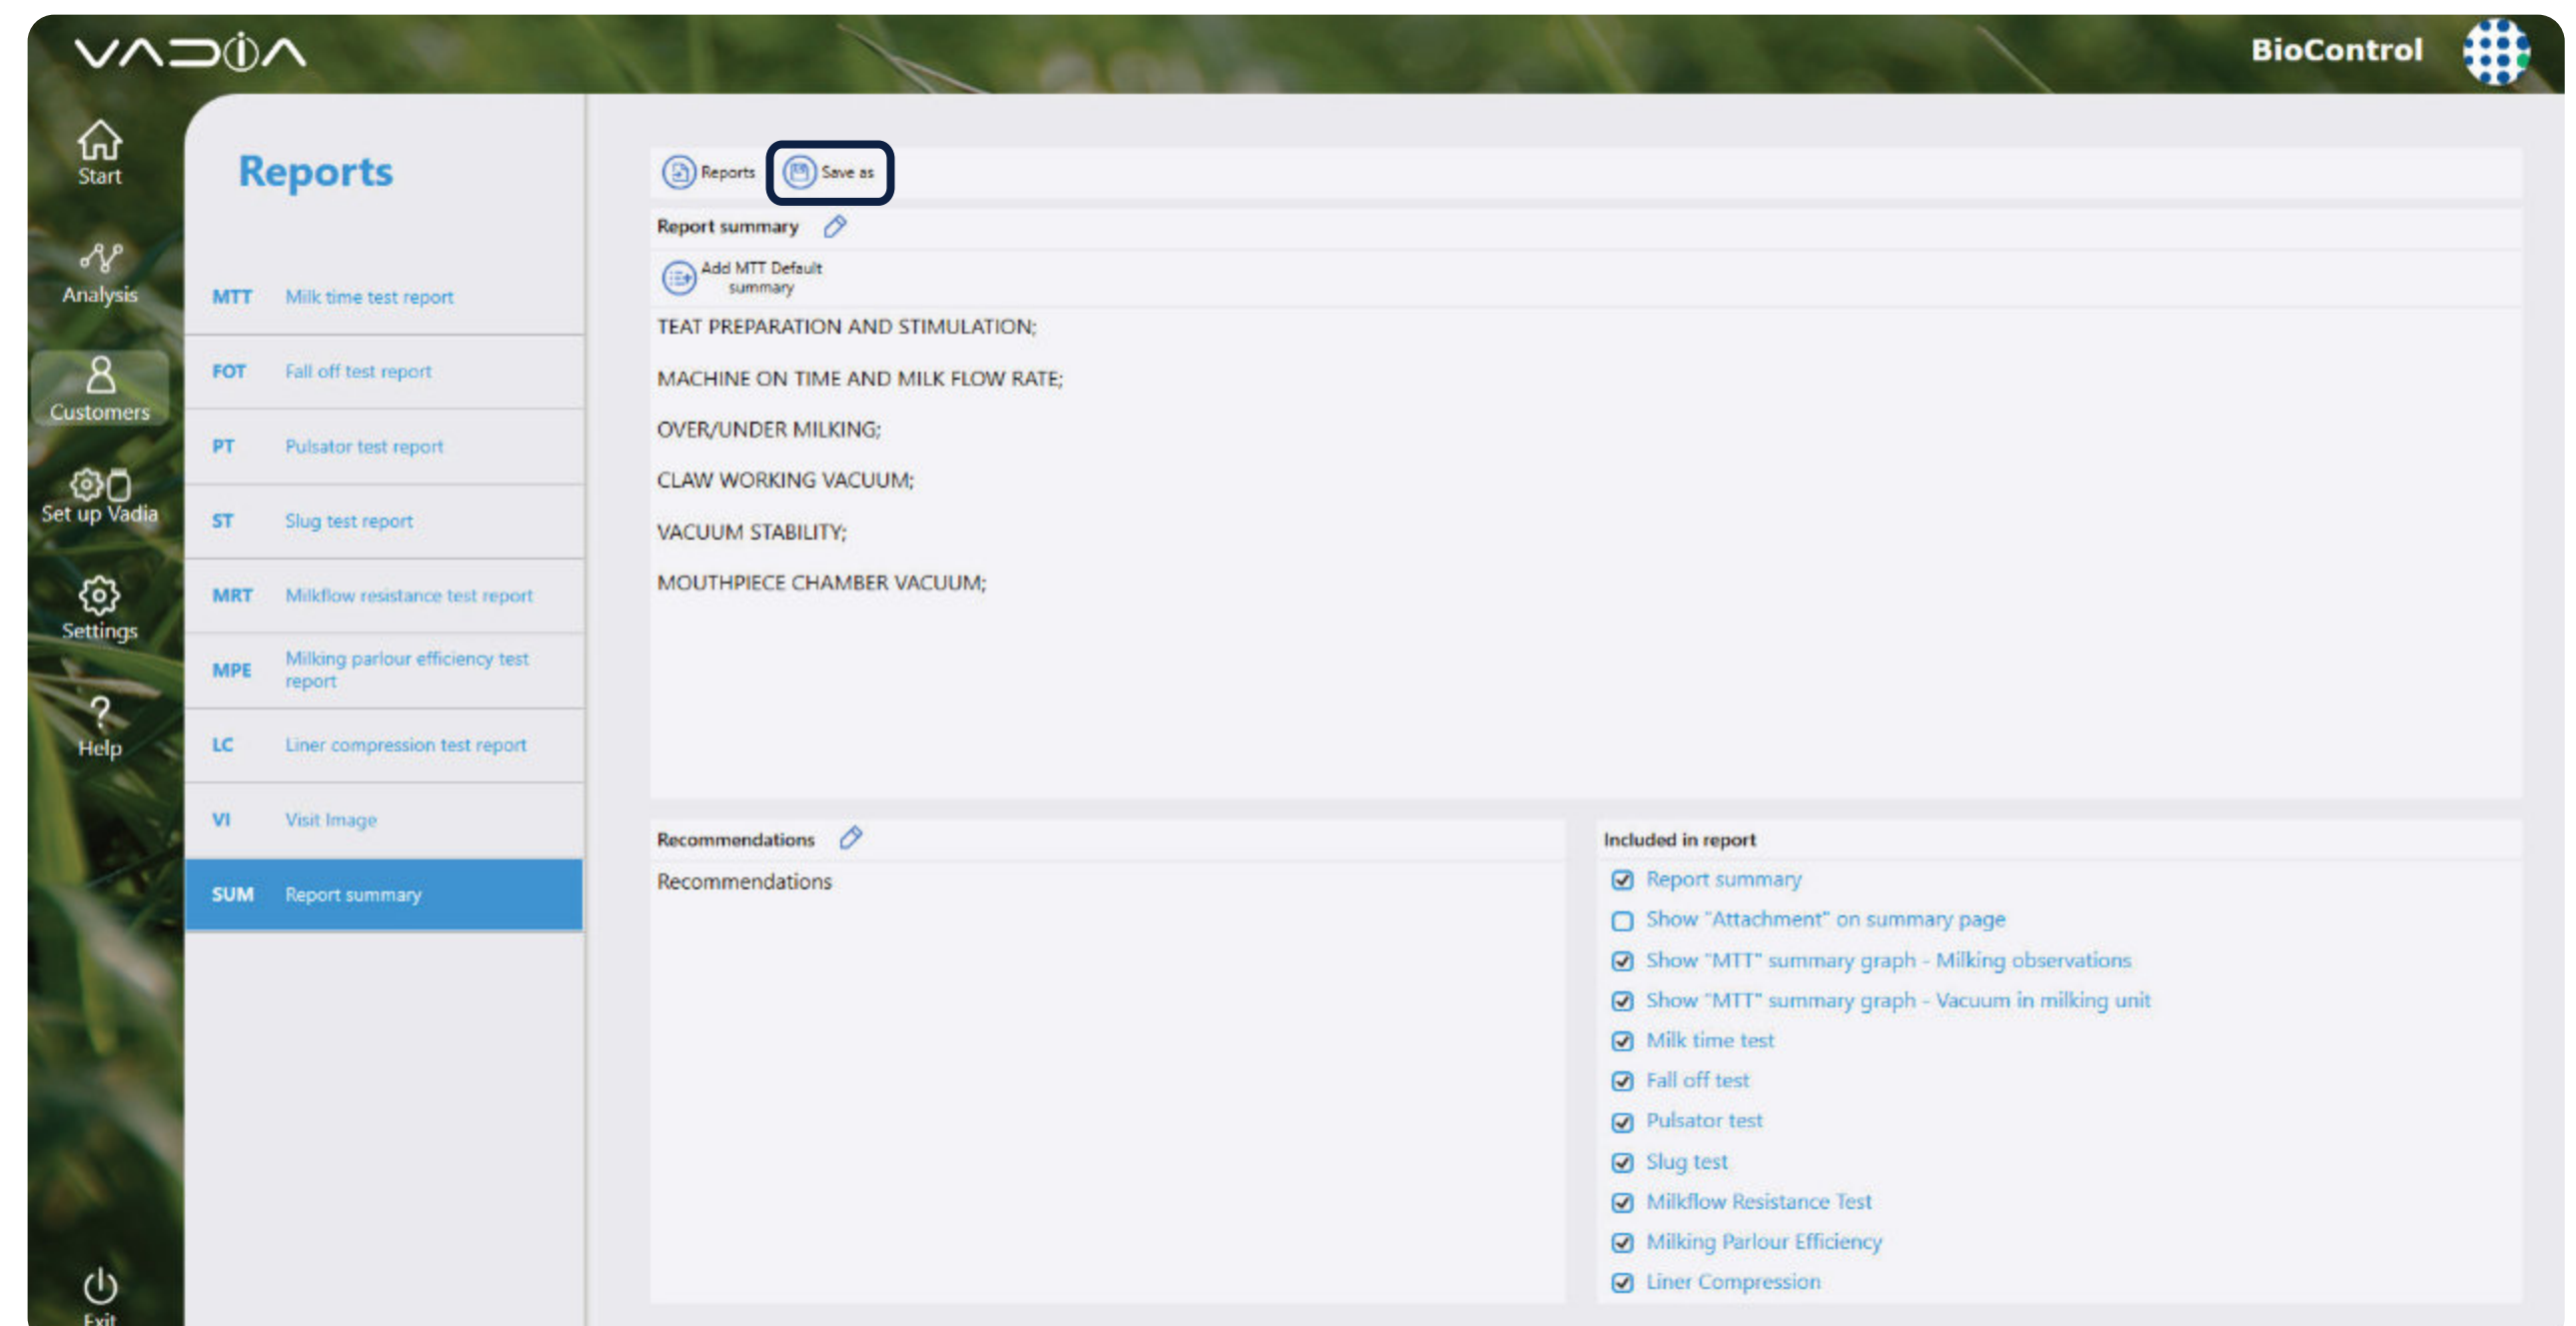 VADIA
BioControl
Start
Analysis
Customers
Set up Vadia
Settings
?
Help
Exit
Reports
MTT Milk time test report
FOT Fall off test report
PT Pulsator test report
ST Slug test report
MRT Milkflow resistance test report
MPE Milking parlour efficiency test
report
LC Liner compression test report
VI Visit Image
SUM Report summary
Reports Save as
Report summary
Add MTT Default
summary
TEAT PREPARATION AND STIMULATION;
MACHINE ON TIME AND MILK FLOW RATE;
OVER/UNDER MILKING;
CLAW WORKING VACUUM;
VACUUM STABILITY;
MOUTHPIECE CHAMBER VACUUM;
Recommendations
Recommendations
Included in report
Report summary
Show "Attachment" on summary page
Show "MTT" summary graph - Milking observations
Show "MTT" summary graph - Vacuum in milking unit
Milk time test
Fall off test
Pulsator test
Slug test
Milkflow Resistance Test
Milking Parlour Efficiency
Liner Compression